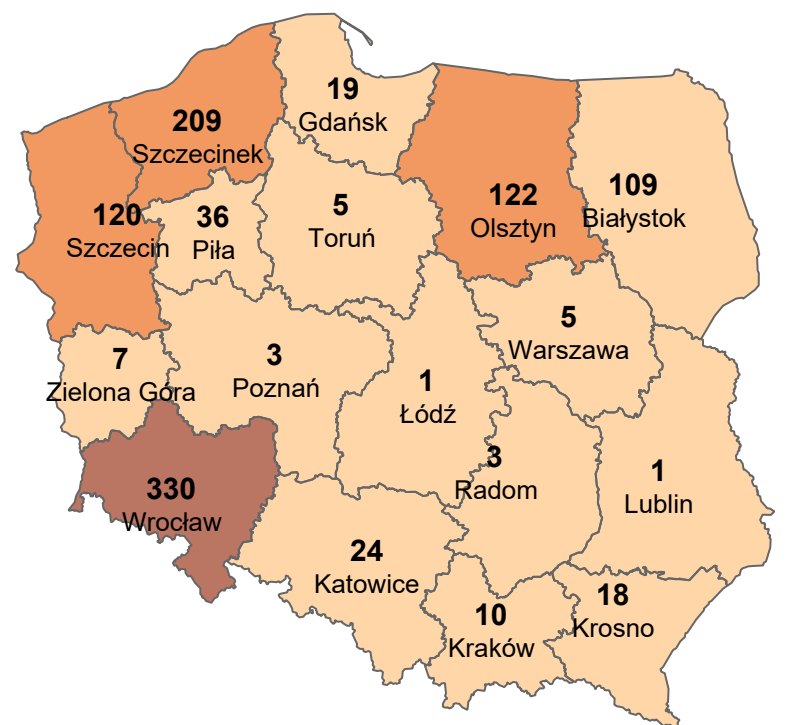 19
Gdańsk
209
Szczecinek
122
Olsztyn
109
Białystok
120
Szczecin
36
Piła
5
Toruń
5
Warszawa
7
Zielona Góra
3
Poznań
1
Łódź
3
Radom
1
Lublin
330
Wrocław
24
Katowice
10
Kraków
18
Krosno